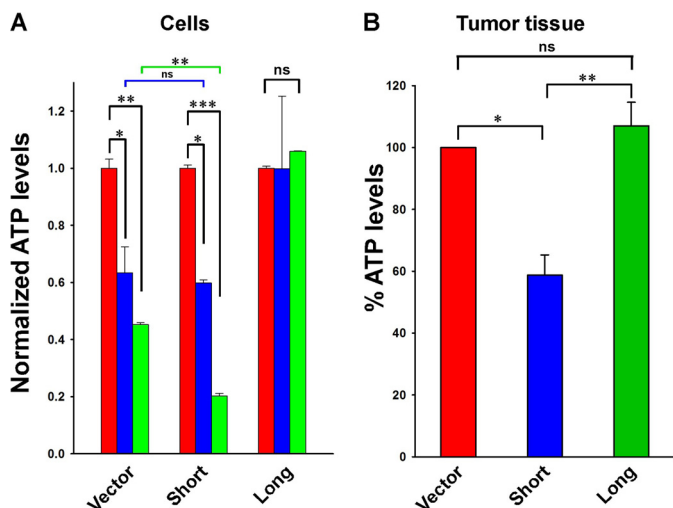 A
Cells
**
ns
**
***
ns
*
*
Normalized ATP levels
1.2
1.0
0.8
0.6
0.4
0.2
0.0
Vector
Short
Long
B
Tumor tissue
ns
*
**
% ATP levels
120
100
80
60
40
20
0
Vector
Short
Long